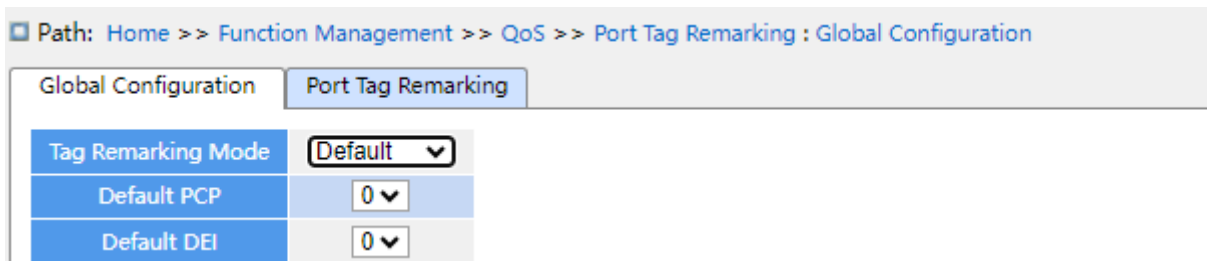 Path: Home >> Function Management >> QoS >> Port Tag Remarking : Global Configuration
Global Configuration Port Tag Remarking
Tag Remarking Mode Default
Default PCP 0
Default DEI 0